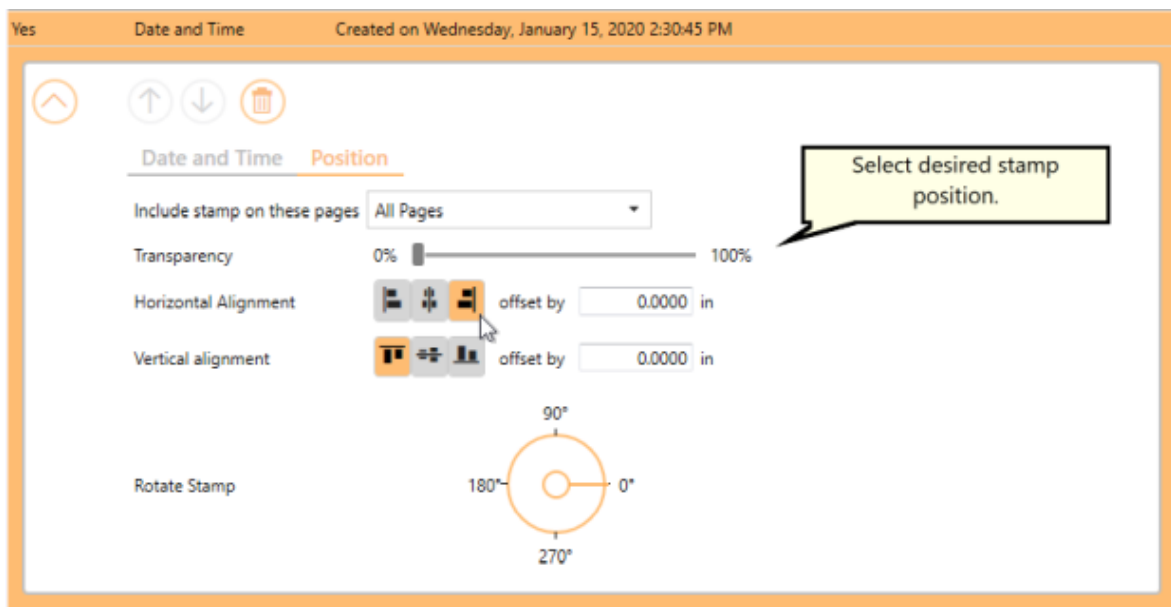 Yes Date and Time Created on Wednesday, January 15, 2020 2:30:45 PM
Date and Time Position
Select desired stamp
position.
Include stamp on these pages All Pages
Transparency 0% 100%
Horizontal Alignment offset by 0.0000 in
Vertical alignment offset by 0.0000 in
90°
Rotate Stamp 180° 0°
270°